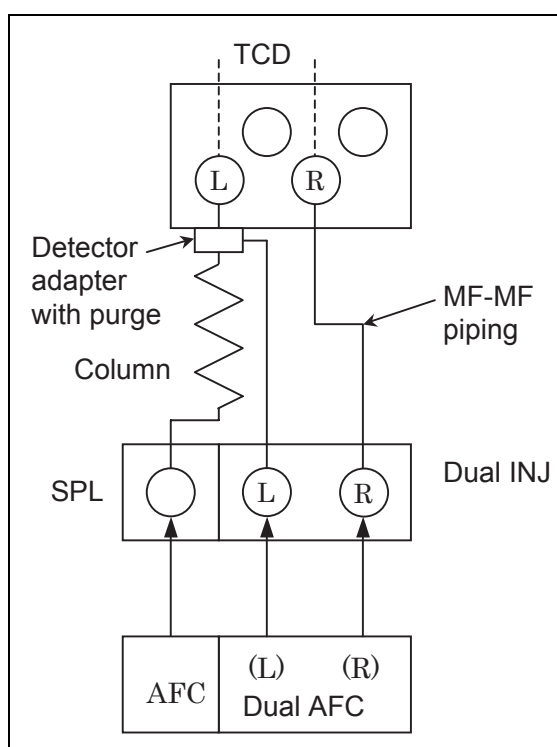 TCD
L
R
Detector
adapter
with purge
MF-MF
piping
Column
SPL
L
R
Dual INJ
AFC
(L)
(R)
Dual AFC